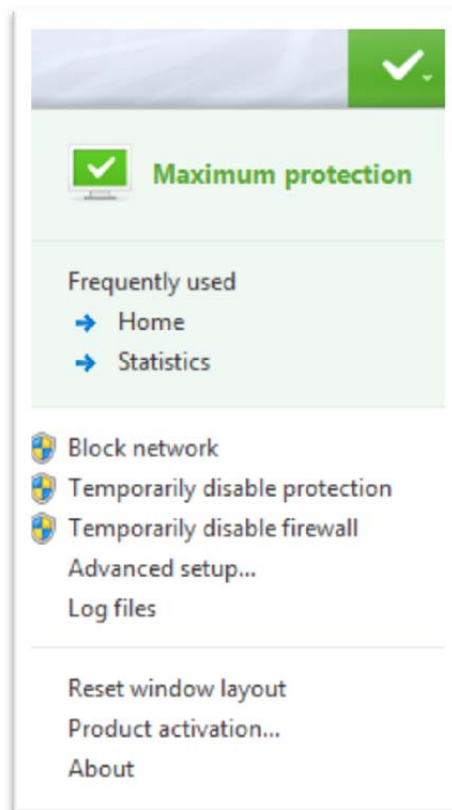 Maximum protection
Frequently used
Home
Statistics
Block network
Temporarily disable protection
Temporarily disable firewall
Advanced setup...
Log files
Reset window layout
Product activation...
About